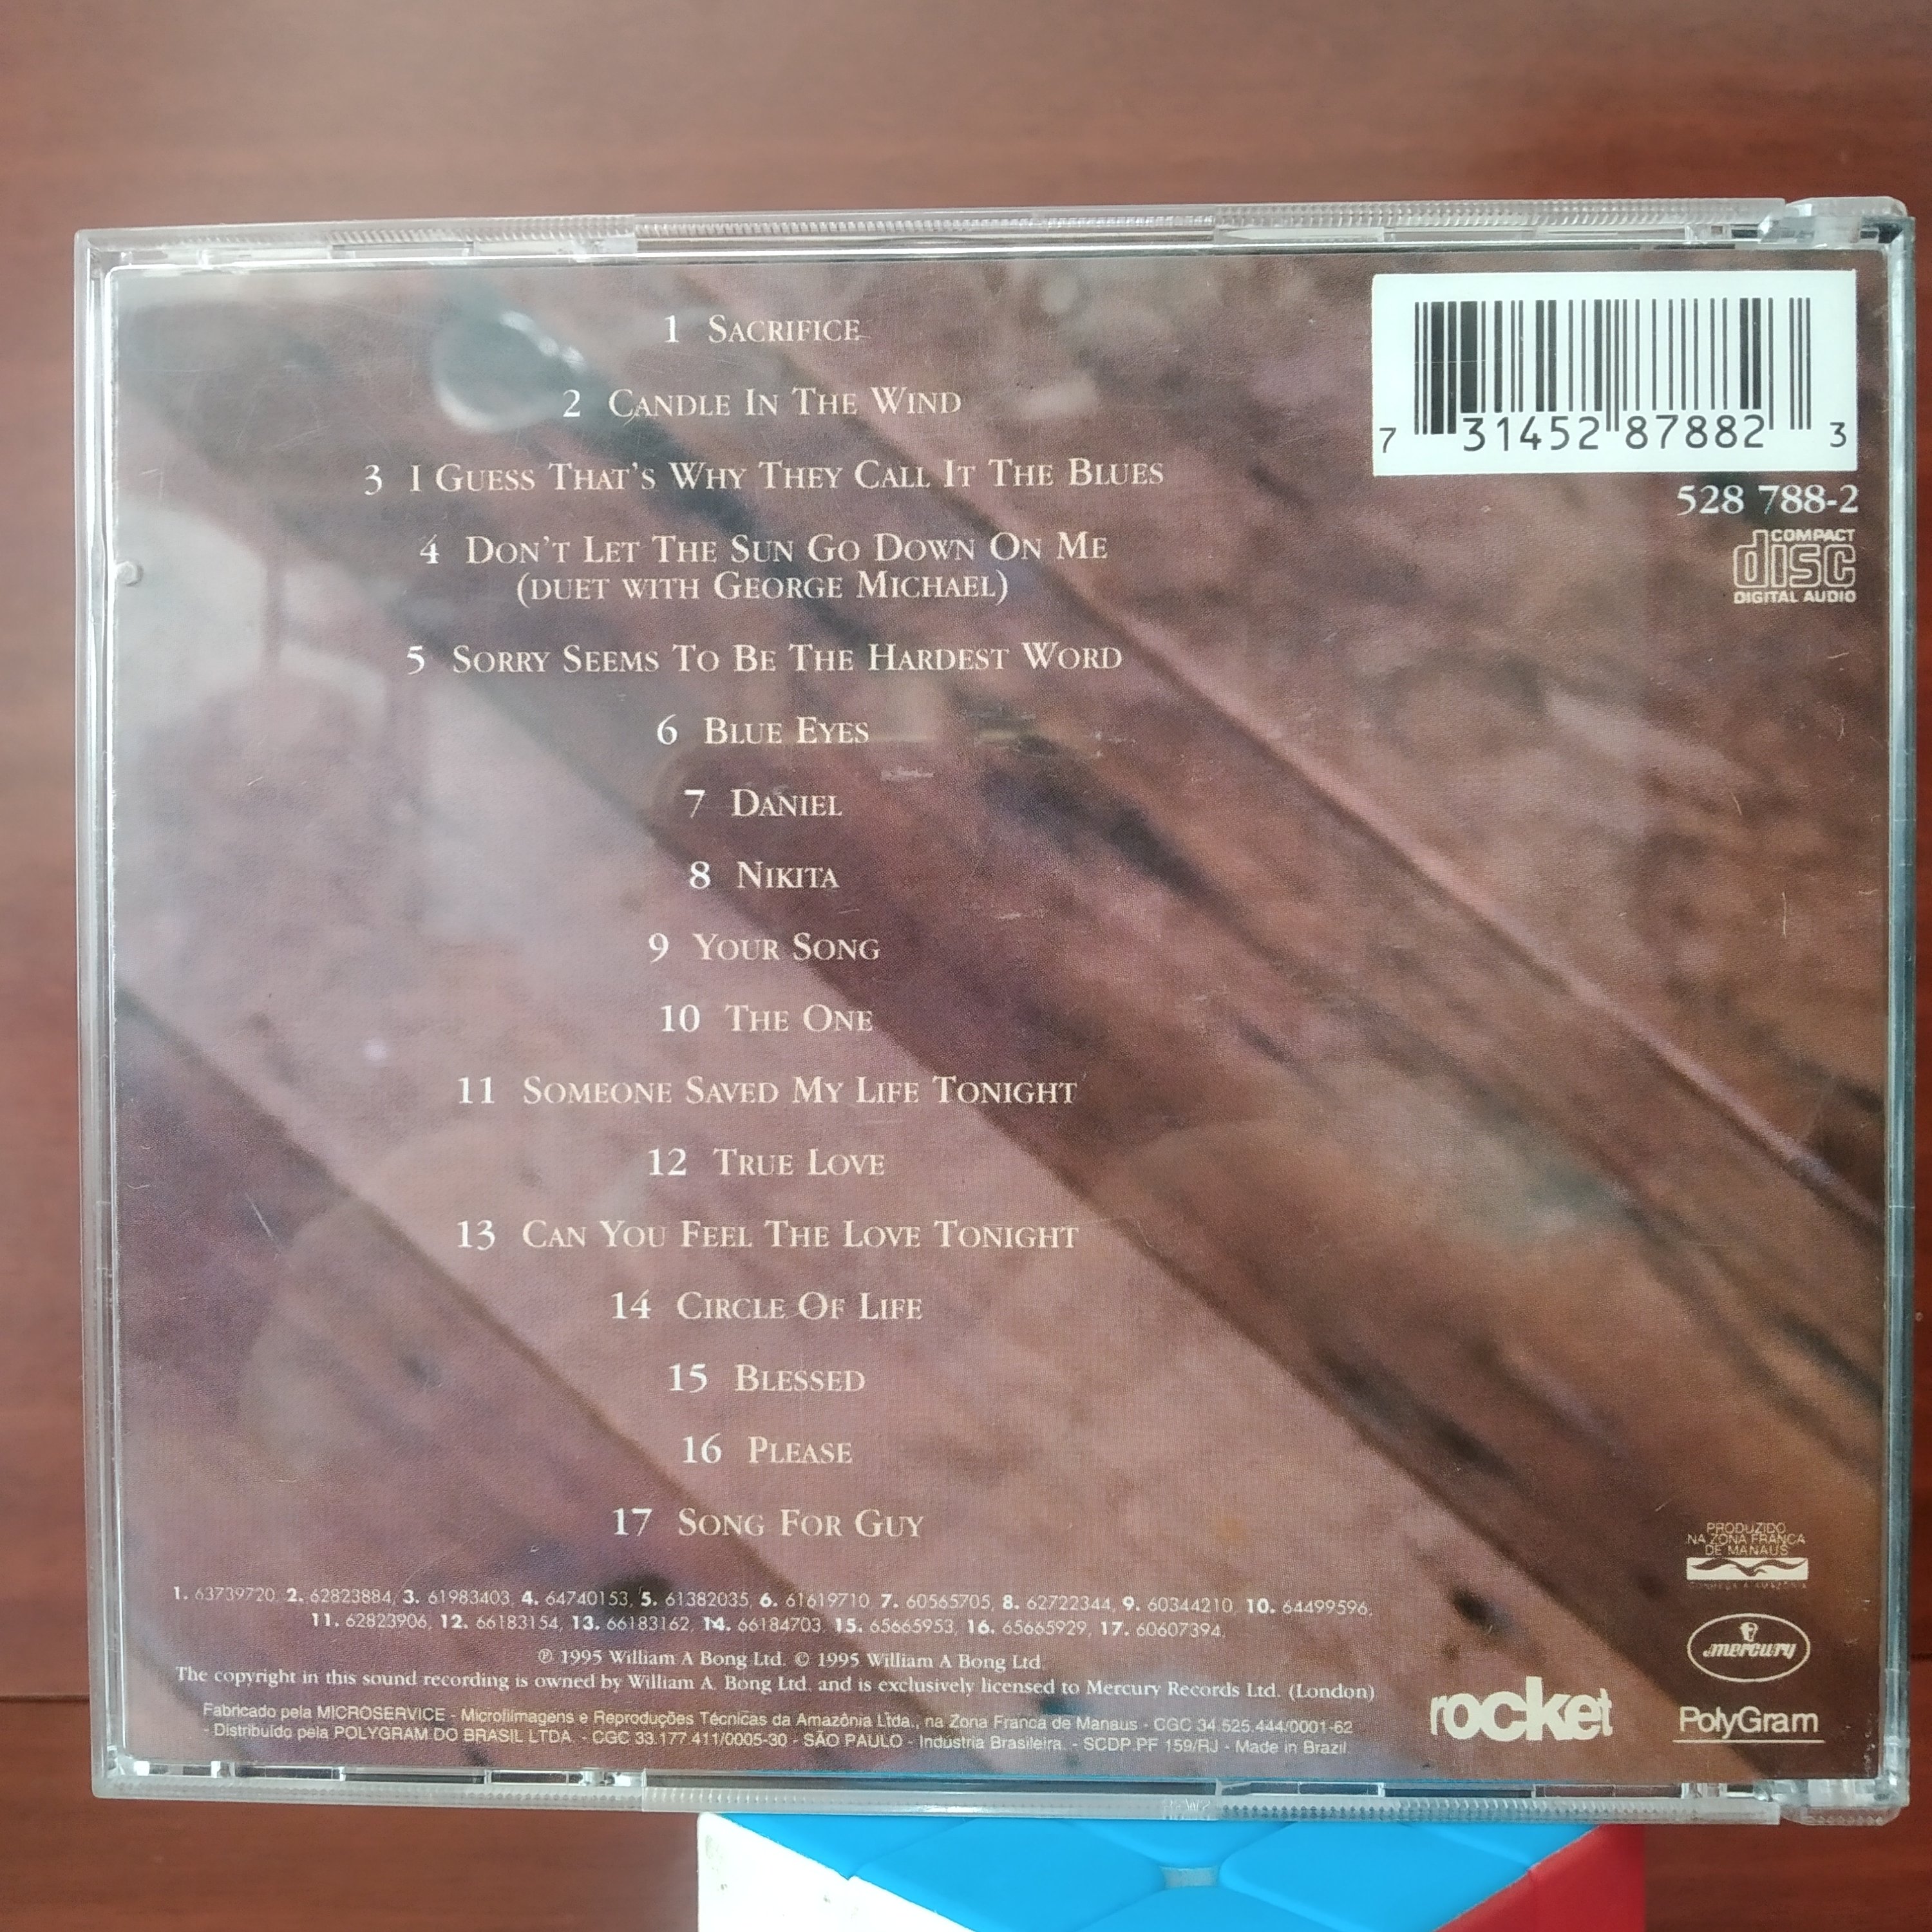 1 Sacrifice
2 Candle In The Wind
3 I Guess That's Why They Call It The Blues
4 Don't Let The Sun Go Down On Me
(duet with George Michael)
5 Sorry Seems To Be The Hardest Word
6 Blue Eyes
7 Daniel
8 Nikita
9 Your Song
10 The One
11 Someone Saved My Life Tonight
12 True Love
13 Can You Feel The Love Tonight
14 Circle Of Life
15 Blessed
16 Please
17 Song For Guy
7 31452 87882 3
528 788-2
COMPACT
disc
DIGITAL AUDIO
1. 63739720, 2. 62823884, 3. 61983403, 4. 64740153, 5. 61382035, 6. 61619710, 7. 60565705, 8. 62722344, 9. 60344210, 10. 64499596,
11. 62823906, 12. 66183154, 13. 66183162, 14. 66184703, 15. 65665953, 16. 65665929, 17. 60607394,
℗ 1995 William A Bong Ltd. © 1995 William A Bong Ltd.
The copyright in this sound recording is owned by William A. Bong Ltd. and is exclusively licensed to Mercury Records Ltd. (London)
Fabricado pela MICROSERVICE - Microfilmagens e Reproduções Técnicas da Amazônia Ltda., na Zona Franca de Manaus - CGC 34.525.444/0001-62
- Distribuído pela POLYGRAM DO BRASIL LTDA. - CGC 33.177.411/0005-30 - SÃO PAULO - Indústria Brasileira. - SCDP.PF 159/RJ - Made in Brazil.
rocket
PRODUZIDO
NA ZONA FRANCA
DE MANAUS
CONHEÇA A AMAZÔNIA
mercury
PolyGram